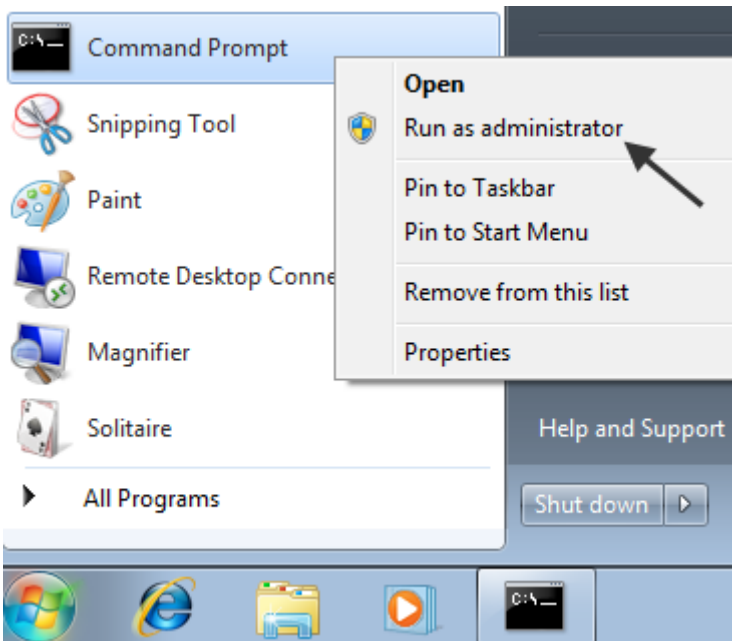 Command Prompt
Open
Snipping Tool
Run as administrator
Paint
Pin to Taskbar
Pin to Start Menu
Remote Desktop Conne
Remove from this list
Magnifier
Properties
Solitaire
Help and Support
All Programs
Shut down